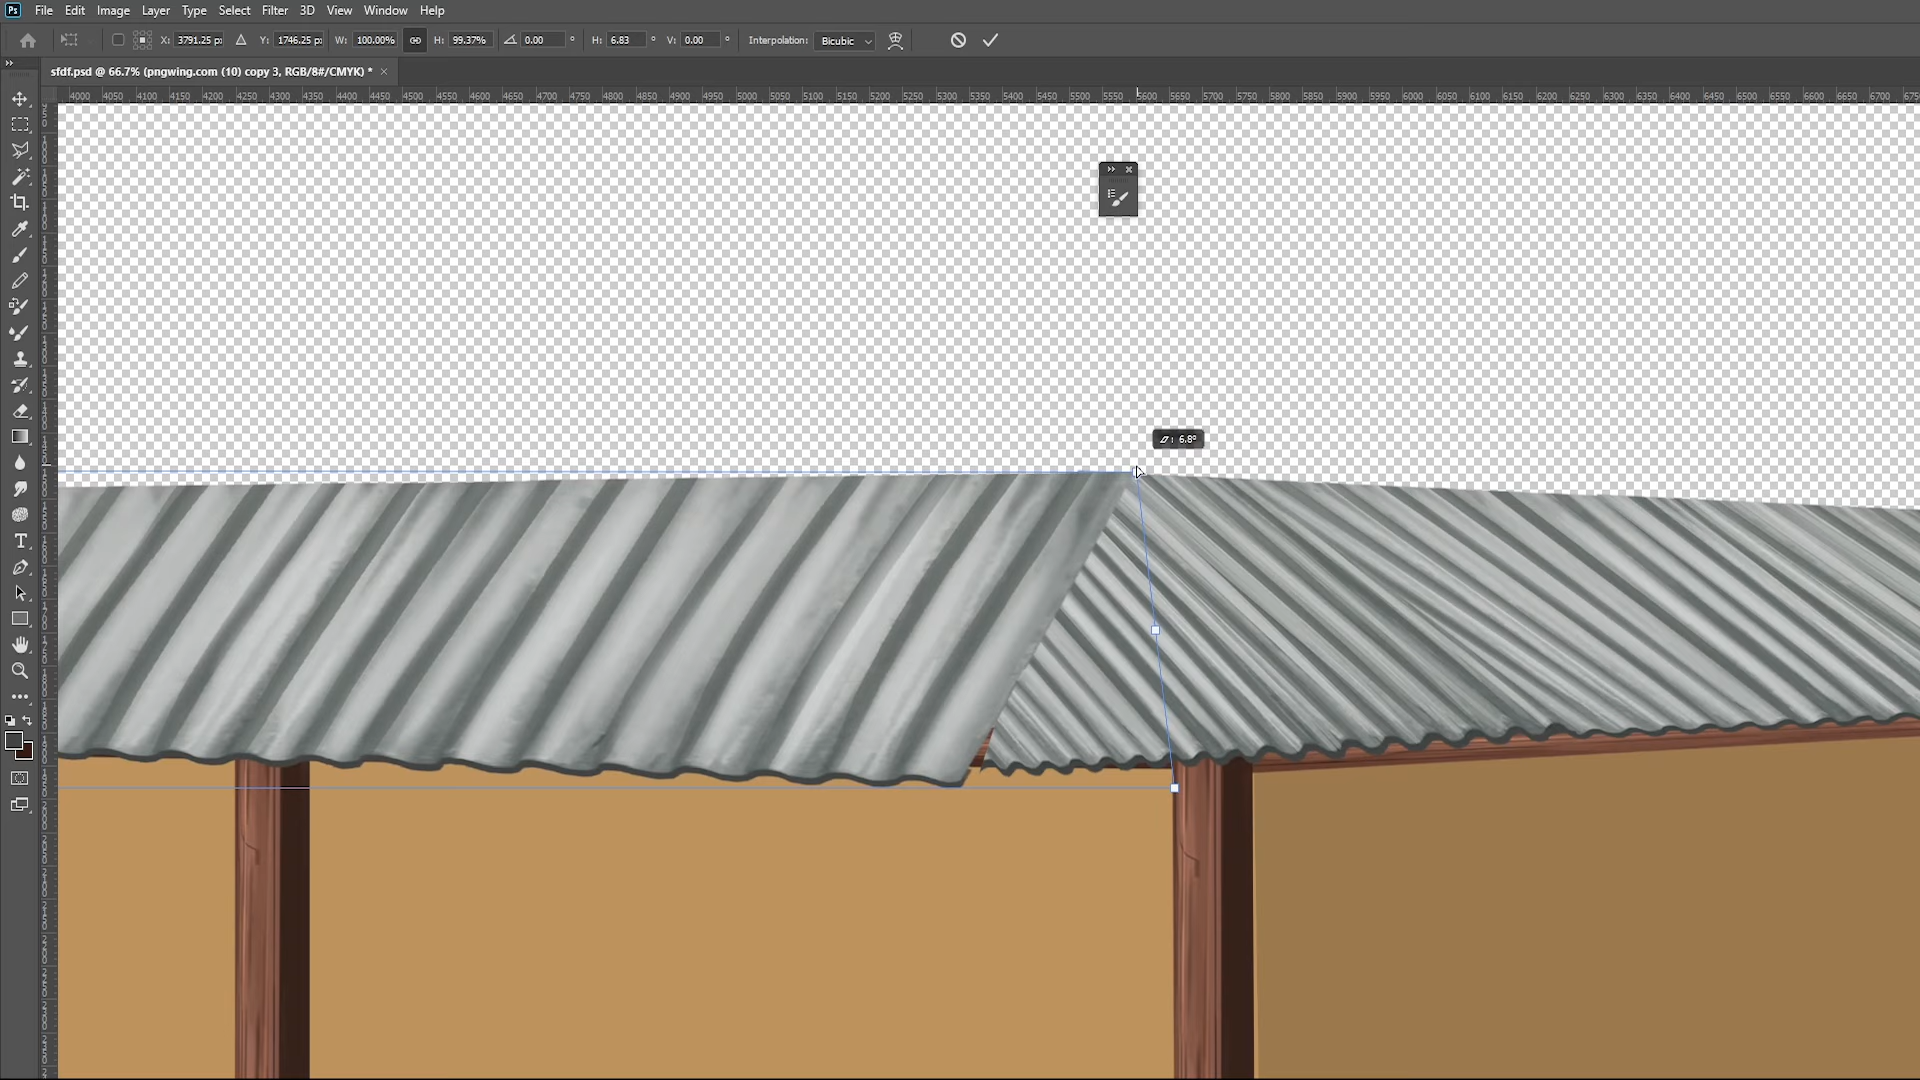 Ps File Edit Image Layer Type Select Filter 3D View Window Help
X: 3791.25 p: Y: 1746.25 p: W: 100.00% H: 99.37% 0.00 ° H: 6.83 ° V: 0.00 ° Interpolation: Bicubic
sfdf.psd @ 66.7% (pngwing.com (10) copy 3, RGB/8#/CMYK) * ×
4000 4050 4100 4150 4200 4250 4300 4350 4400 4450 4500 4550 4600 4650 4700 4750 4800 4850 4900 4950 5000 5050 5100 5150 5200 5250 5300 5350 5400 5450 5500 5550 5600 5650 5700 5750 5800 5850 5900 5950 6000 6050 6100 6150 6200 6250 6300 6350 6400 6450 6500 6550 6600 6650 6700 675
: 6.8°